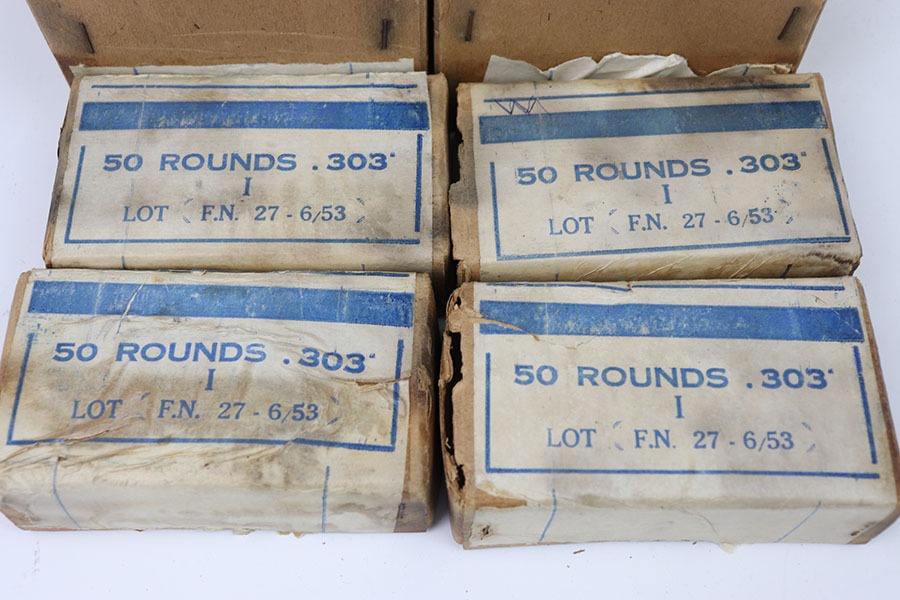 50 ROUNDS .303"
I
LOT ( F.N. 27 - 6/53 )
50 ROUNDS .303"
I
LOT ( F.N. 27 - 6/53 )
50 ROUNDS .303"
I
LOT ( F.N. 27 - 6/53 )
50 ROUNDS .303"
I
LOT ( F.N. 27 - 6/53 )